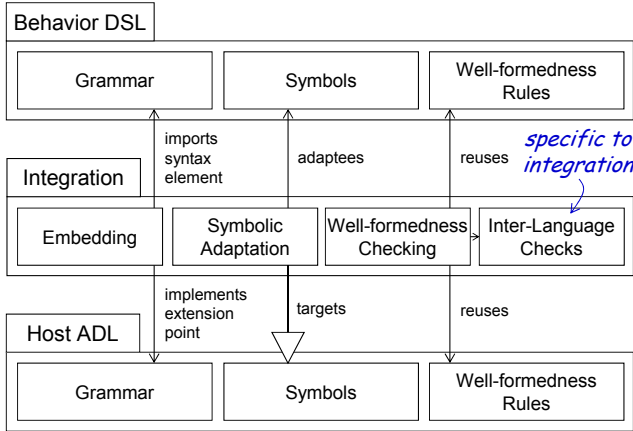 Behavior DSL
Grammar
Symbols
Well-formedness
Rules
imports
syntax
element
adaptees
reuses
specific to
integration
Integration
Embedding
Symbolic
Adaptation
Well-formedness
Checking
Inter-Language
Checks
implements
extension
point
targets
reuses
Host ADL
Grammar
Symbols
Well-formedness
Rules